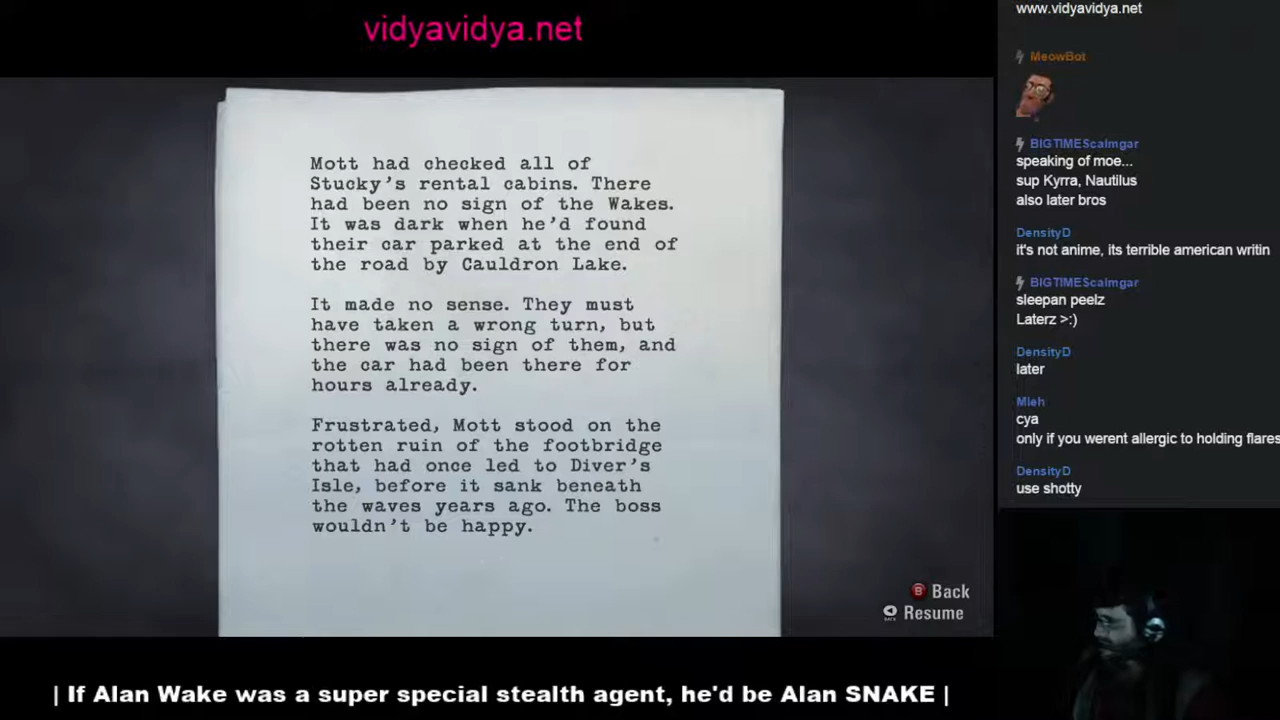 vidyavidya.net
Mott had checked all of
Stucky's rental cabins. There
had been no sign of the Wakes.
It was dark when he'd found
their car parked at the end of
the road by Cauldron Lake.
It made no sense. They must
have taken a wrong turn, but
there was no sign of them, and
the car had been there for
hours already.
Frustrated, Mott stood on the
rotten ruin of the footbridge
that had once led to Diver's
Isle, before it sank beneath
the waves years ago. The boss
wouldn't be happy.
B Back
BACK Resume
www.vidyavidya.net
MeowBot
BIGTIMEScalmgar
speaking of moe...
sup Kyrra, Nautilus
also later bros
DensityD
it's not anime, its terrible american writin
BIGTIMEScalmgar
sleepan peelz
Laterz >:)
DensityD
later
Mieh
cya
only if you werent allergic to holding flares
DensityD
use shotty
| If Alan Wake was a super special stealth agent, he'd be Alan SNAKE |